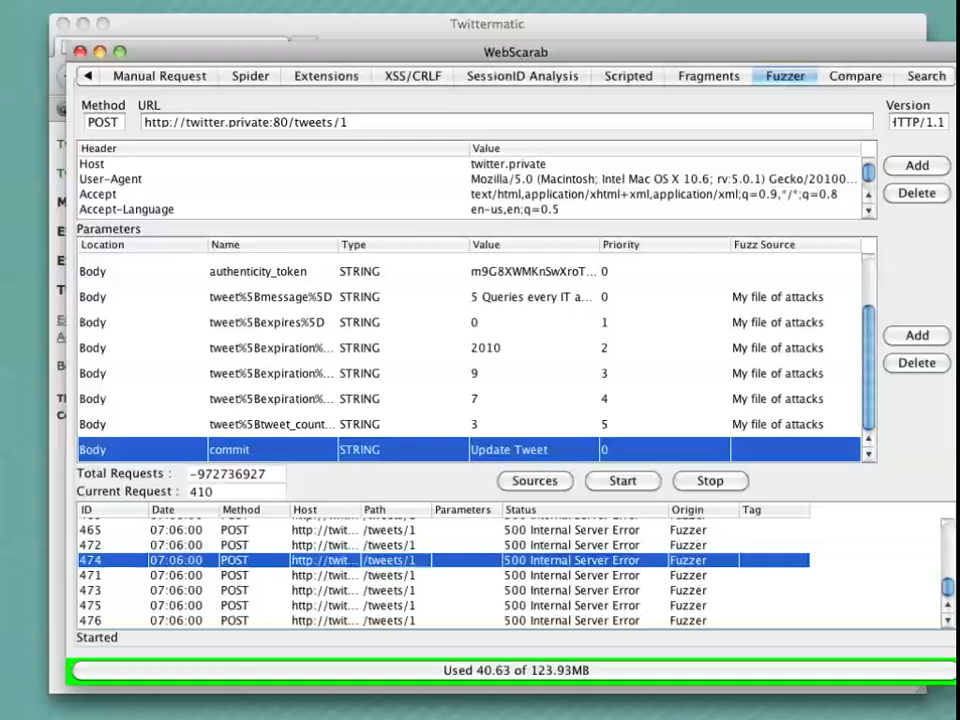 Twittermatic
WebScarab
Manual Request Spider Extensions XSS/CRLF SessionID Analysis Scripted Fragments Fuzzer Compare Search
Method URL Version
POST http://twitter.private:80/tweets/1 HTTP/1.1
Header Value
Host twitter.private
Add
User-Agent Mozilla/5.0 (Macintosh; Intel Mac OS X 10.6; rv:5.0.1) Gecko/20100...
Accept text/html,application/xhtml+xml,application/xml;q=0.9,*/*;q=0.8
Delete
Accept-Language en-us,en;q=0.5
Parameters
Location Name Type Value Priority Fuzz Source
Body authenticity_token STRING m9G8XWMKnSwXroT... 0
Body tweet%5Bmessage%5D STRING 5 Queries every IT a... 0 My file of attacks
Body tweet%5Bexpires%5D STRING 0 1 My file of attacks
Add
Body tweet%5Bexpiration%... STRING 2010 2 My file of attacks
Delete
Body tweet%5Bexpiration%... STRING 9 3 My file of attacks
Body tweet%5Bexpiration%... STRING 7 4 My file of attacks
Body tweet%5Btweet_count... STRING 3 5 My file of attacks
Body commit STRING Update Tweet 0
Total Requests : -972736927
Sources Start Stop
Current Request : 410
ID Date Method Host Path Parameters Status Origin Tag
465 07:06:00 POST http://twit... /tweets/1 500 Internal Server Error Fuzzer
472 07:06:00 POST http://twit... /tweets/1 500 Internal Server Error Fuzzer
474 07:06:00 POST http://twit... /tweets/1 500 Internal Server Error Fuzzer
471 07:06:00 POST http://twit... /tweets/1 500 Internal Server Error Fuzzer
473 07:06:00 POST http://twit... /tweets/1 500 Internal Server Error Fuzzer
475 07:06:00 POST http://twit... /tweets/1 500 Internal Server Error Fuzzer
476 07:06:00 POST http://twit... /tweets/1 500 Internal Server Error Fuzzer
Started
Used 40.63 of 123.93MB